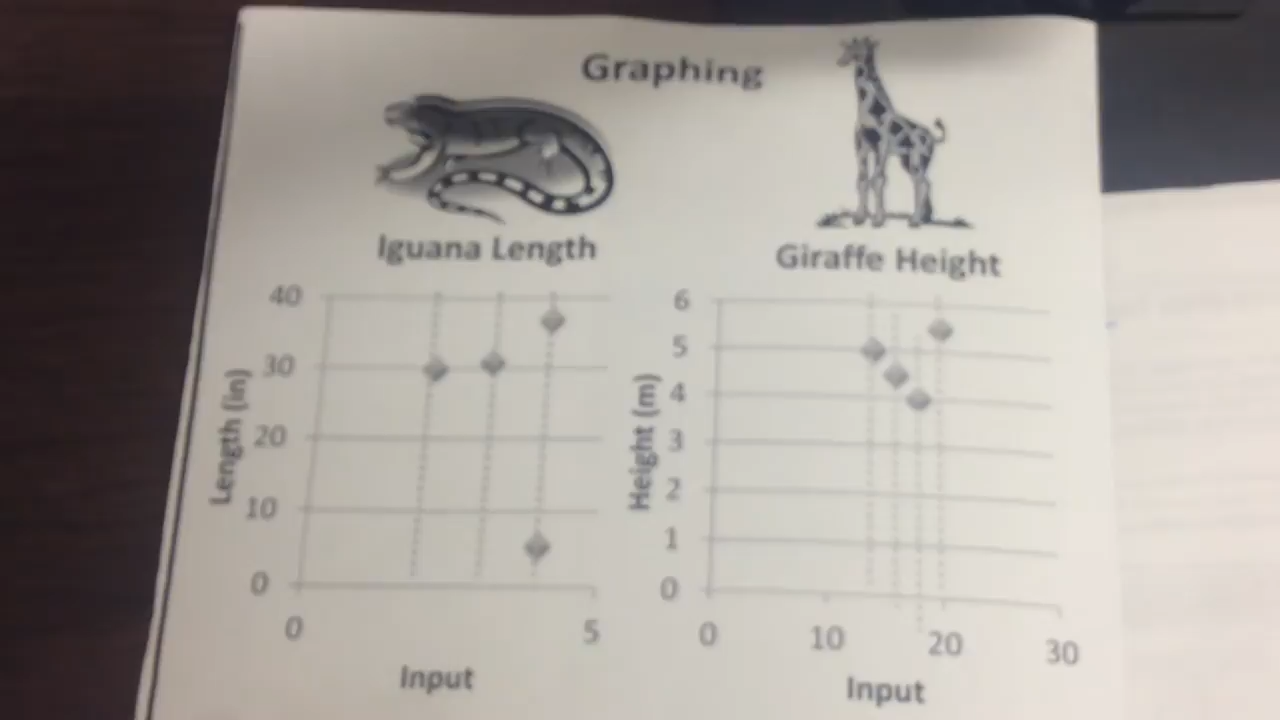 Graphing
Iguana Length
40
30
20
10
0
Length (in)
0 5
Input
Giraffe Height
6
5
4
3
2
1
0
Height (m)
0 10 20 30
Input